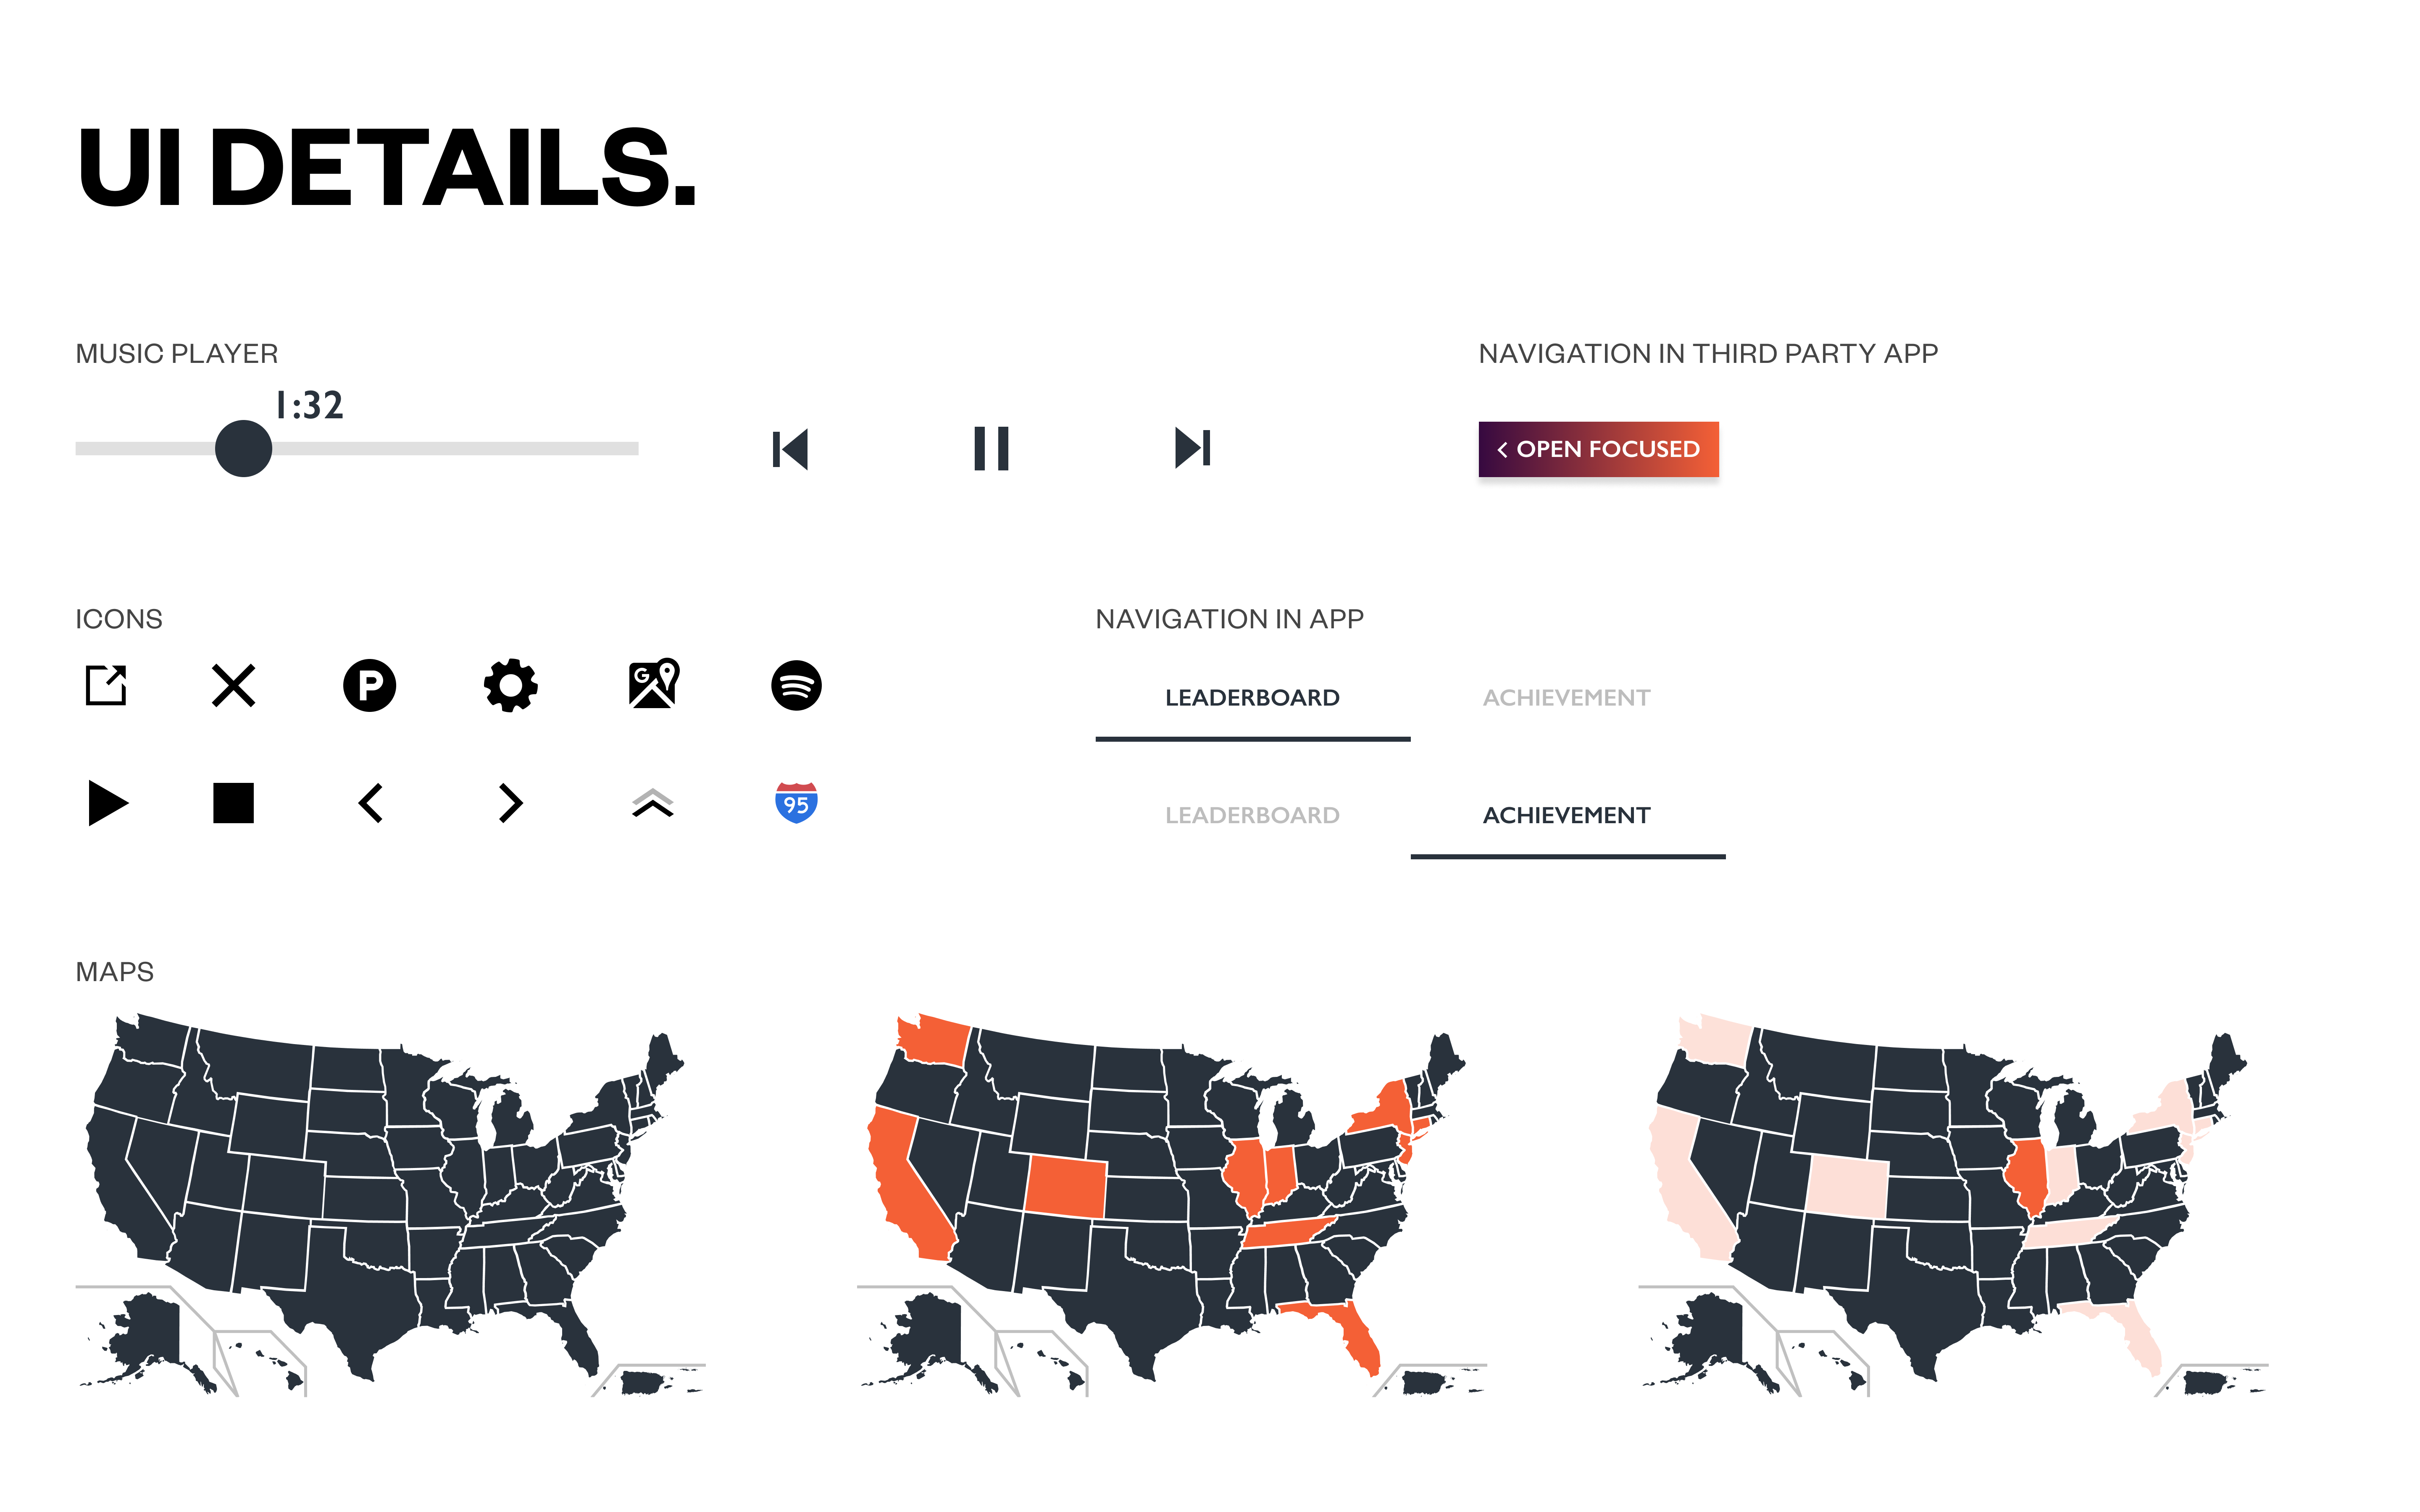 UI DETAILS.
MUSIC PLAYER
1:32
NAVIGATION IN THIRD PARTY APP
< OPEN FOCUSED
ICONS
P
G
95
NAVIGATION IN APP
LEADERBOARD ACHIEVEMENT
LEADERBOARD ACHIEVEMENT
MAPS